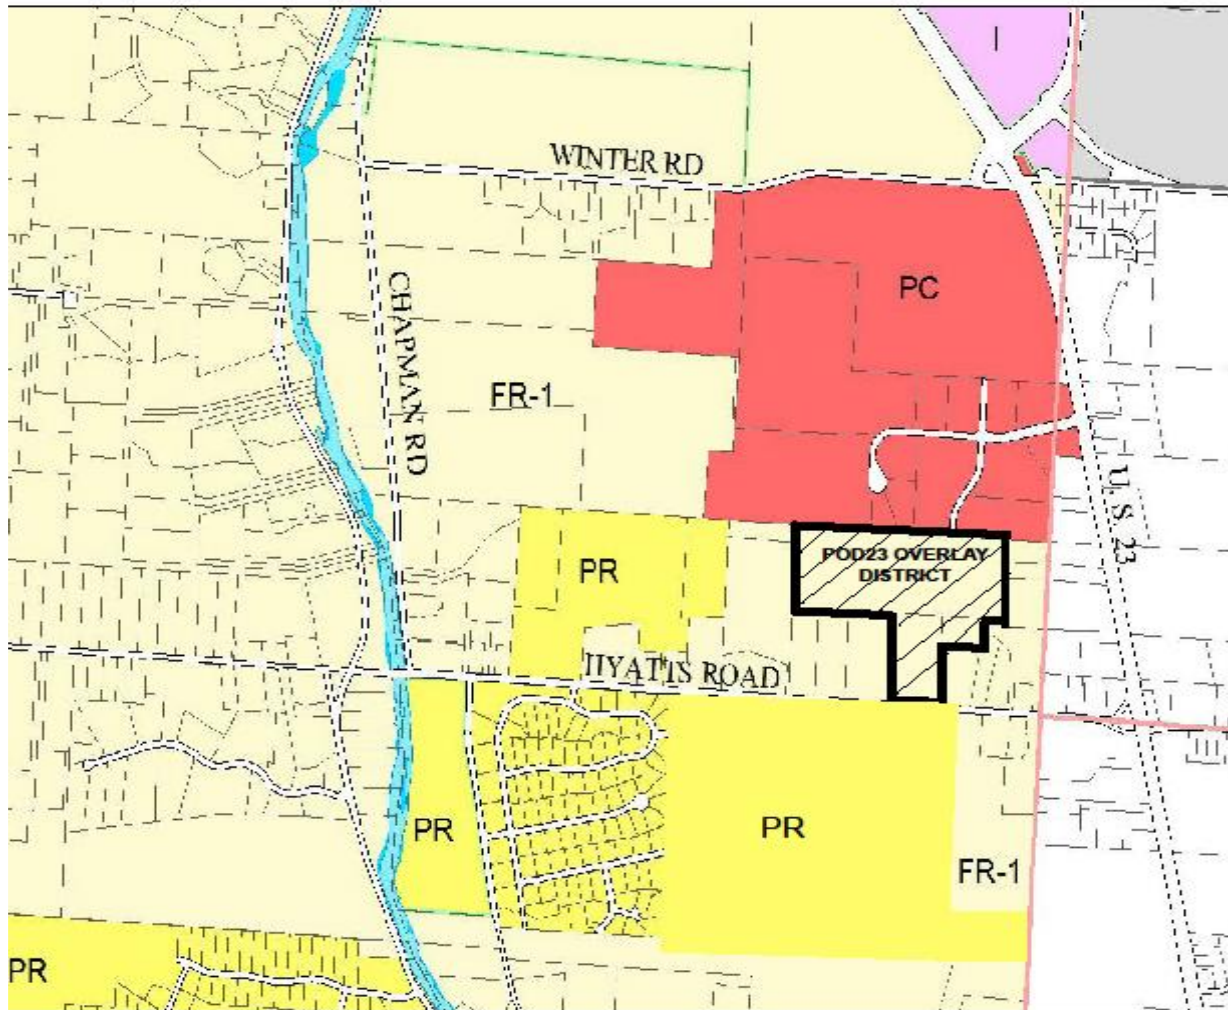 I
WINTER RD
PC
CHAPMAN RD
FR-1
U. S. 23
POD23 OVERLAY
DISTRICT
PR
HYATTS ROAD
PR
PR
FR-1
PR